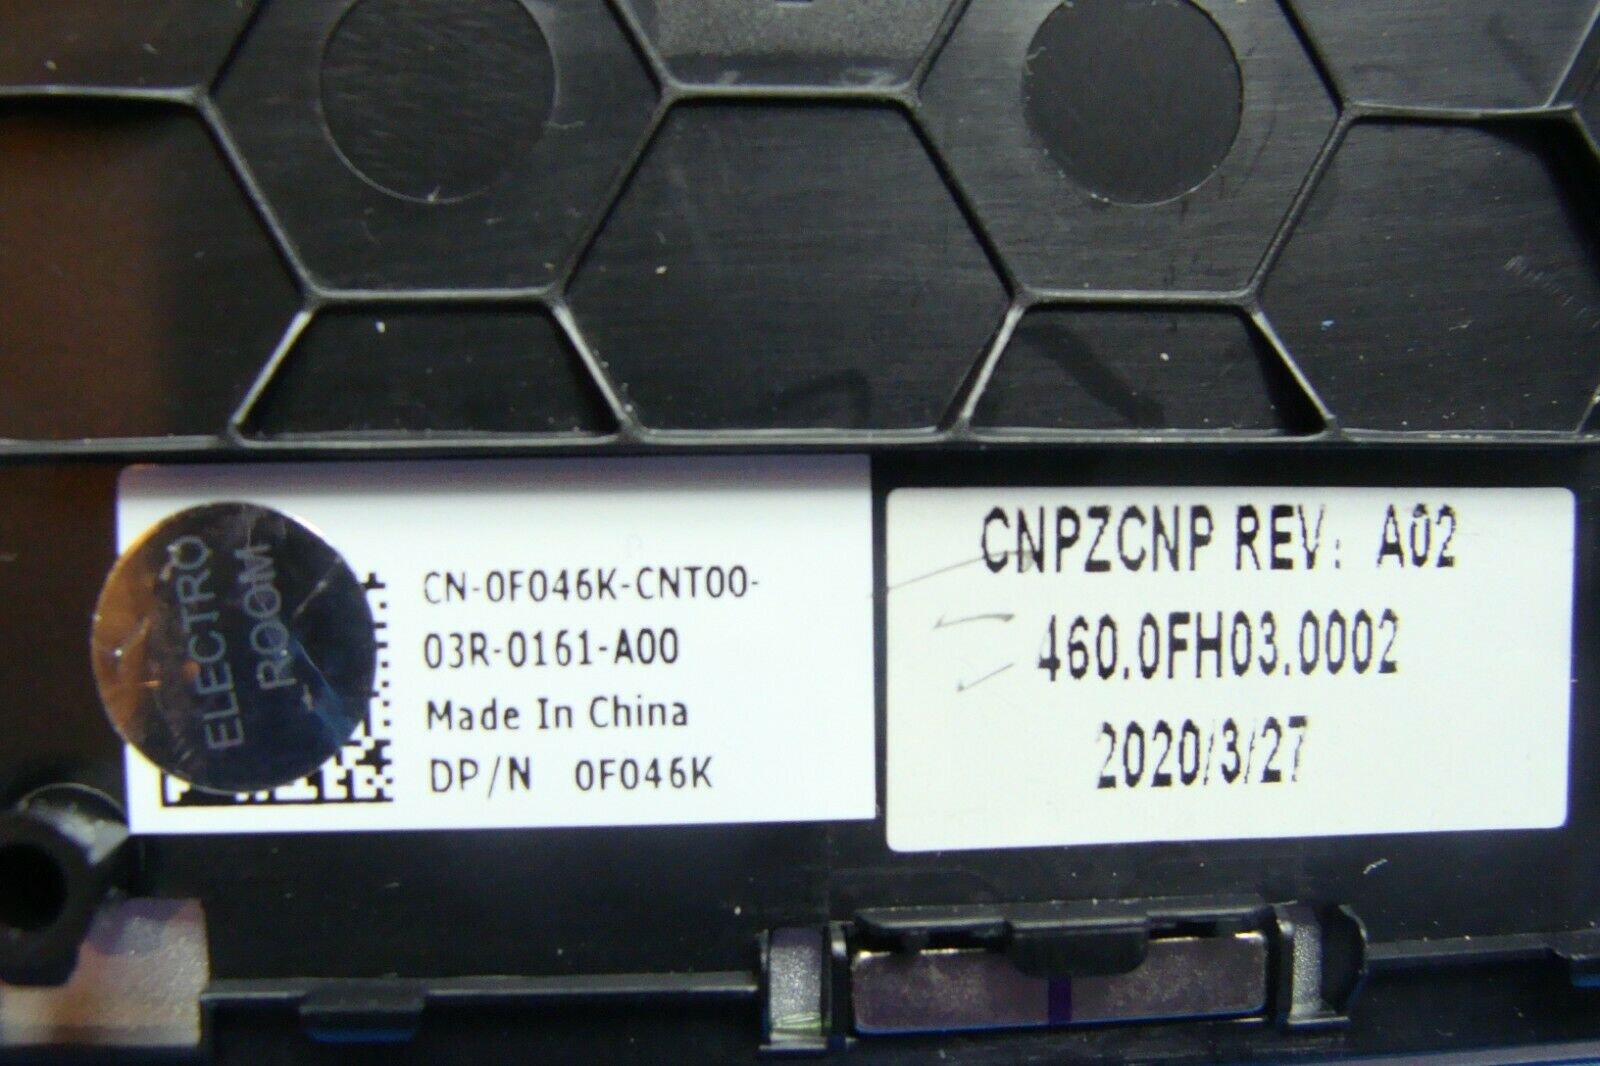 ELECTRO
ROOM
CN-0F046K-CNT00-
03R-0161-A00
Made In China
DP/N 0F046K
CNPZCNP REV: A02
460.0FH03.0002
2020/3/27